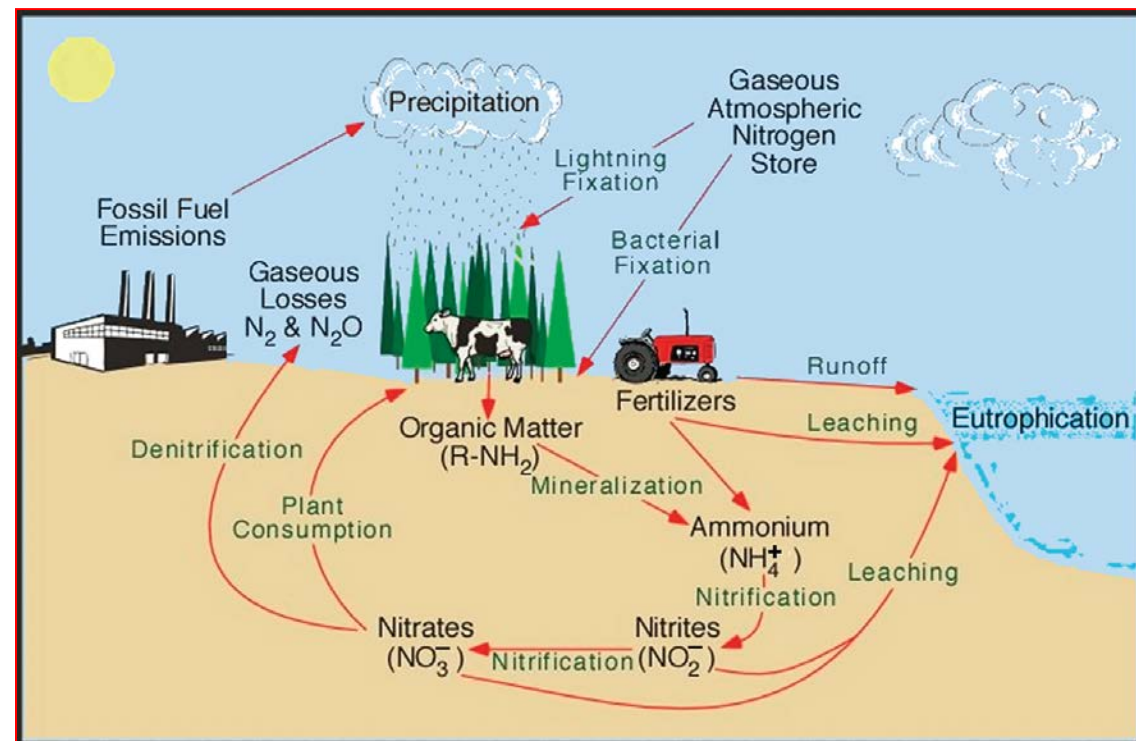 Precipitation
Gaseous
Atmospheric
Nitrogen
Store
Lightning
Fixation
Fossil Fuel
Emissions
Bacterial
Fixation
Gaseous
Losses
N₂ & N₂O
Runoff
Fertilizers
Leaching
Eutrophication
Organic Matter
(R-NH₂)
Denitrification
Mineralization
Plant
Consumption
Ammonium
(NH₄⁺ )
Leaching
Nitrification
Nitrates
(NO₃⁻)
Nitrification
Nitrites
(NO₂⁻)